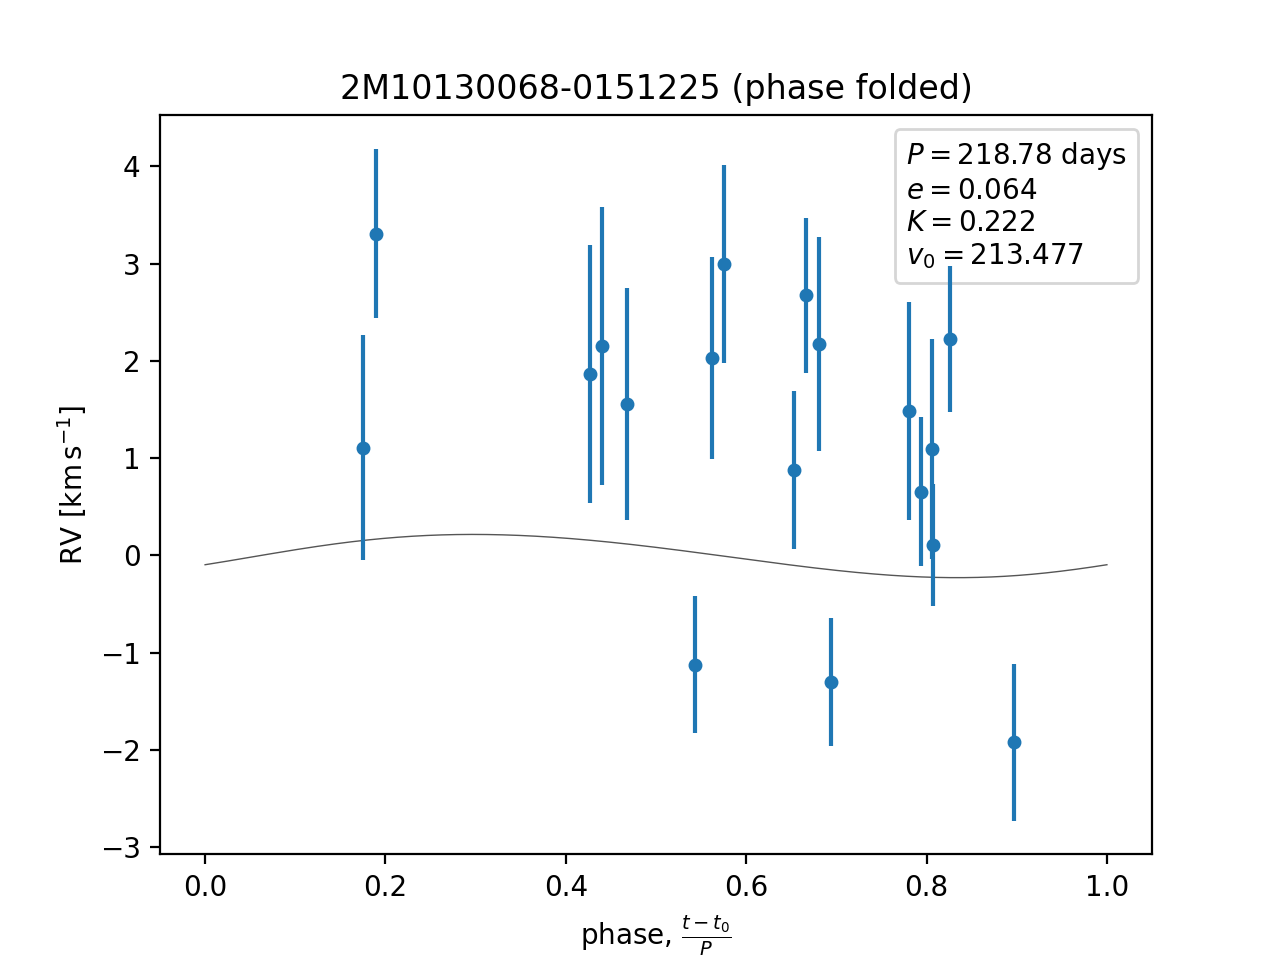 2M10130068-0151225 (phase folded)
P = 218.78 days
e = 0.064
K = 0.222
v₀ = 213.477
RV [km s⁻¹]
4
3
2
1
0
−1
−2
−3
0.0 0.2 0.4 0.6 0.8 1.0
phase, (t − t₀)/P